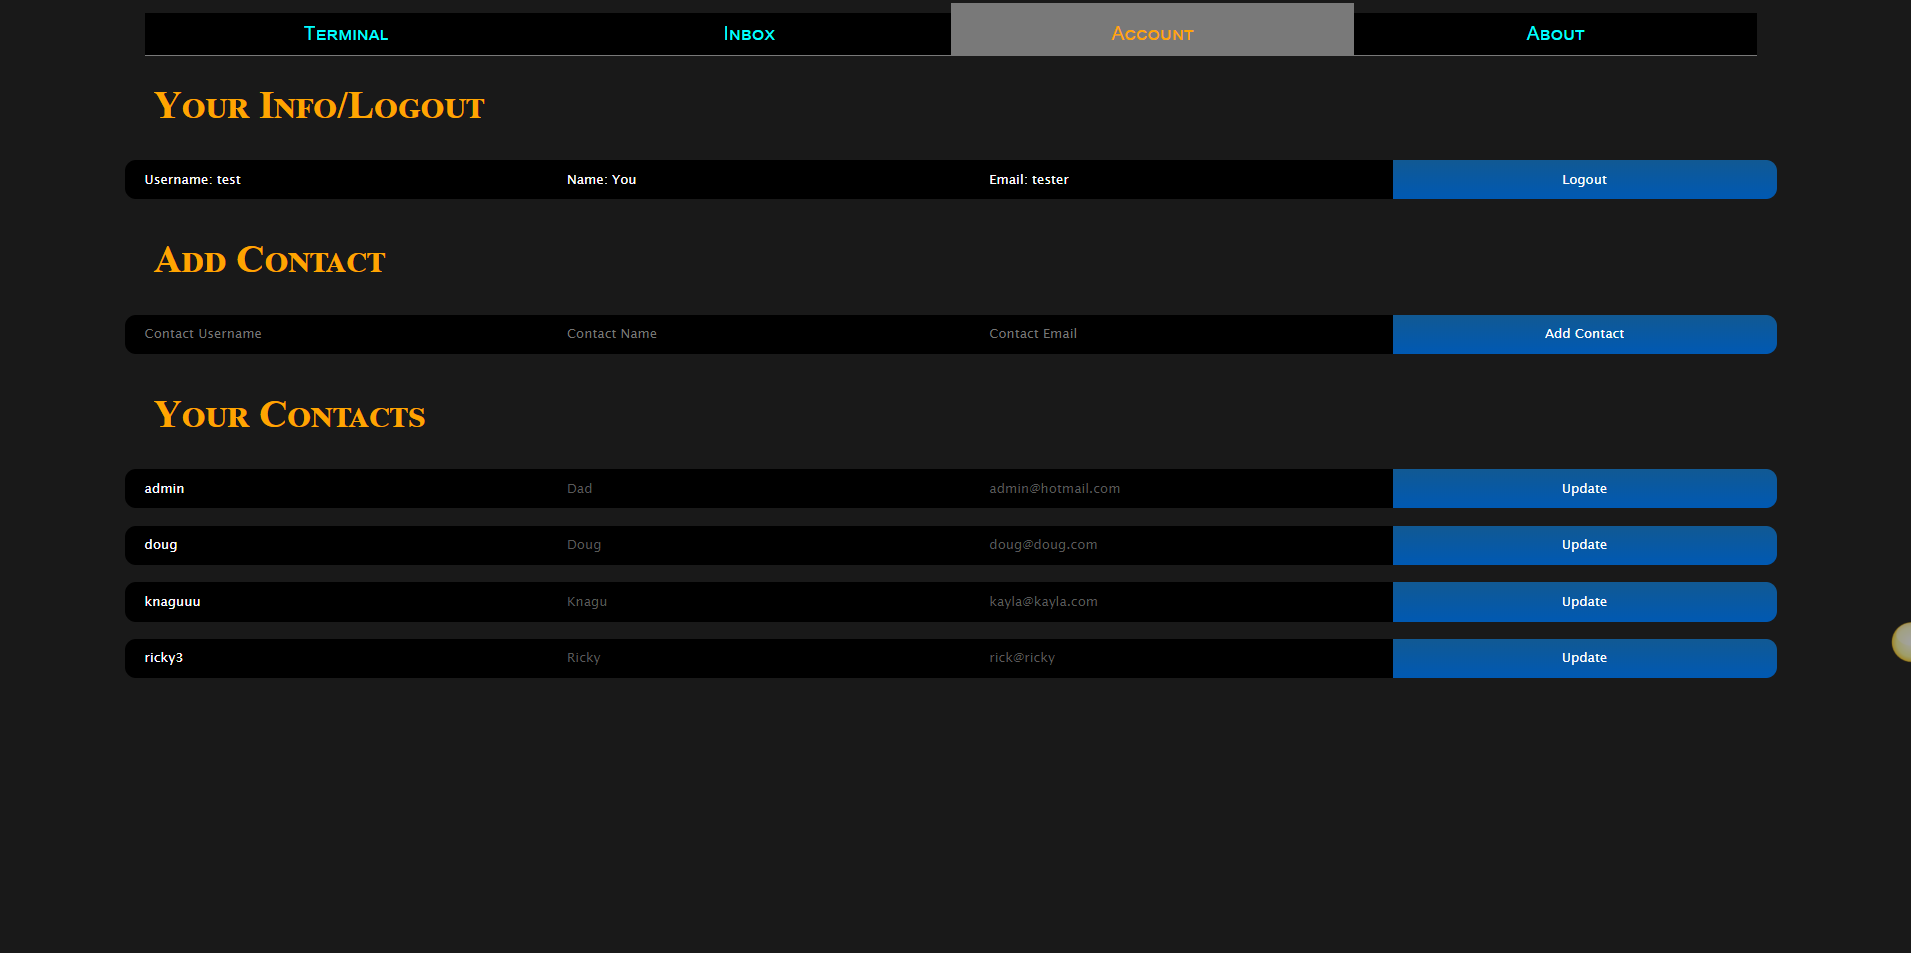 Terminal Inbox Account About
Your Info/Logout
Username: test Name: You Email: tester Logout
Add Contact
Contact Username Contact Name Contact Email Add Contact
Your Contacts
admin Dad admin@hotmail.com Update
doug Doug doug@doug.com Update
knaguuu Knagu kayla@kayla.com Update
ricky3 Ricky rick@ricky Update